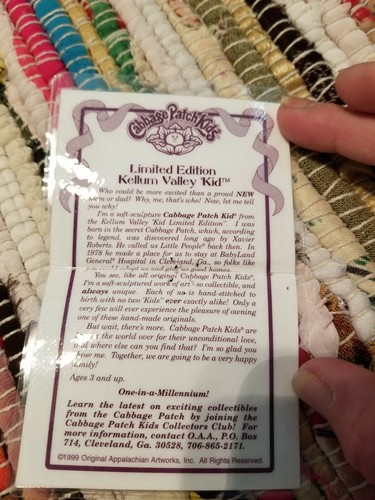 Cabbage Patch Kids®
Limited Edition
Kellum Valley 'Kid™
Who could be more excited than a proud NEW
or dad? Why, me, that's who! Now, let me tell
you why!
I'm a soft-sculpture Cabbage Patch Kid® from
the Kellum Valley 'Kid Limited Edition™. I was
born in the secret Cabbage Patch, which, according
to legend, was discovered long ago by Xavier
Roberts. He called us Little People® back then. In
1978 he made a place for us to stay at BabyLand
General® Hospital in Cleveland, Ga., so folks like
good homes.
You see, like all original Cabbage Patch Kids®,
I'm a soft-sculptured work of art - so collectible, and
always unique. Each of us is hand-stitched to
birth with no two 'Kids™ ever exactly alike! Only a
very few will ever experience the pleasure of owning
one of these hand-made originals.
But wait, there's more. Cabbage Patch Kids® are
the world over for their unconditional love,
where else can you find that! I'm so glad you
me. Together, we are going to be a very happy
family!
Ages 3 and up.
One-in-a-Millennium!
Learn the latest on exciting collectibles
from the Cabbage Patch by joining the
Cabbage Patch Kids Collectors Club! For
more information, contact O.A.A., P.O. Box
714, Cleveland, Ga. 30528, 706-865-2171.
©1999 Original Appalachian Artworks, Inc. All Rights Reserved.